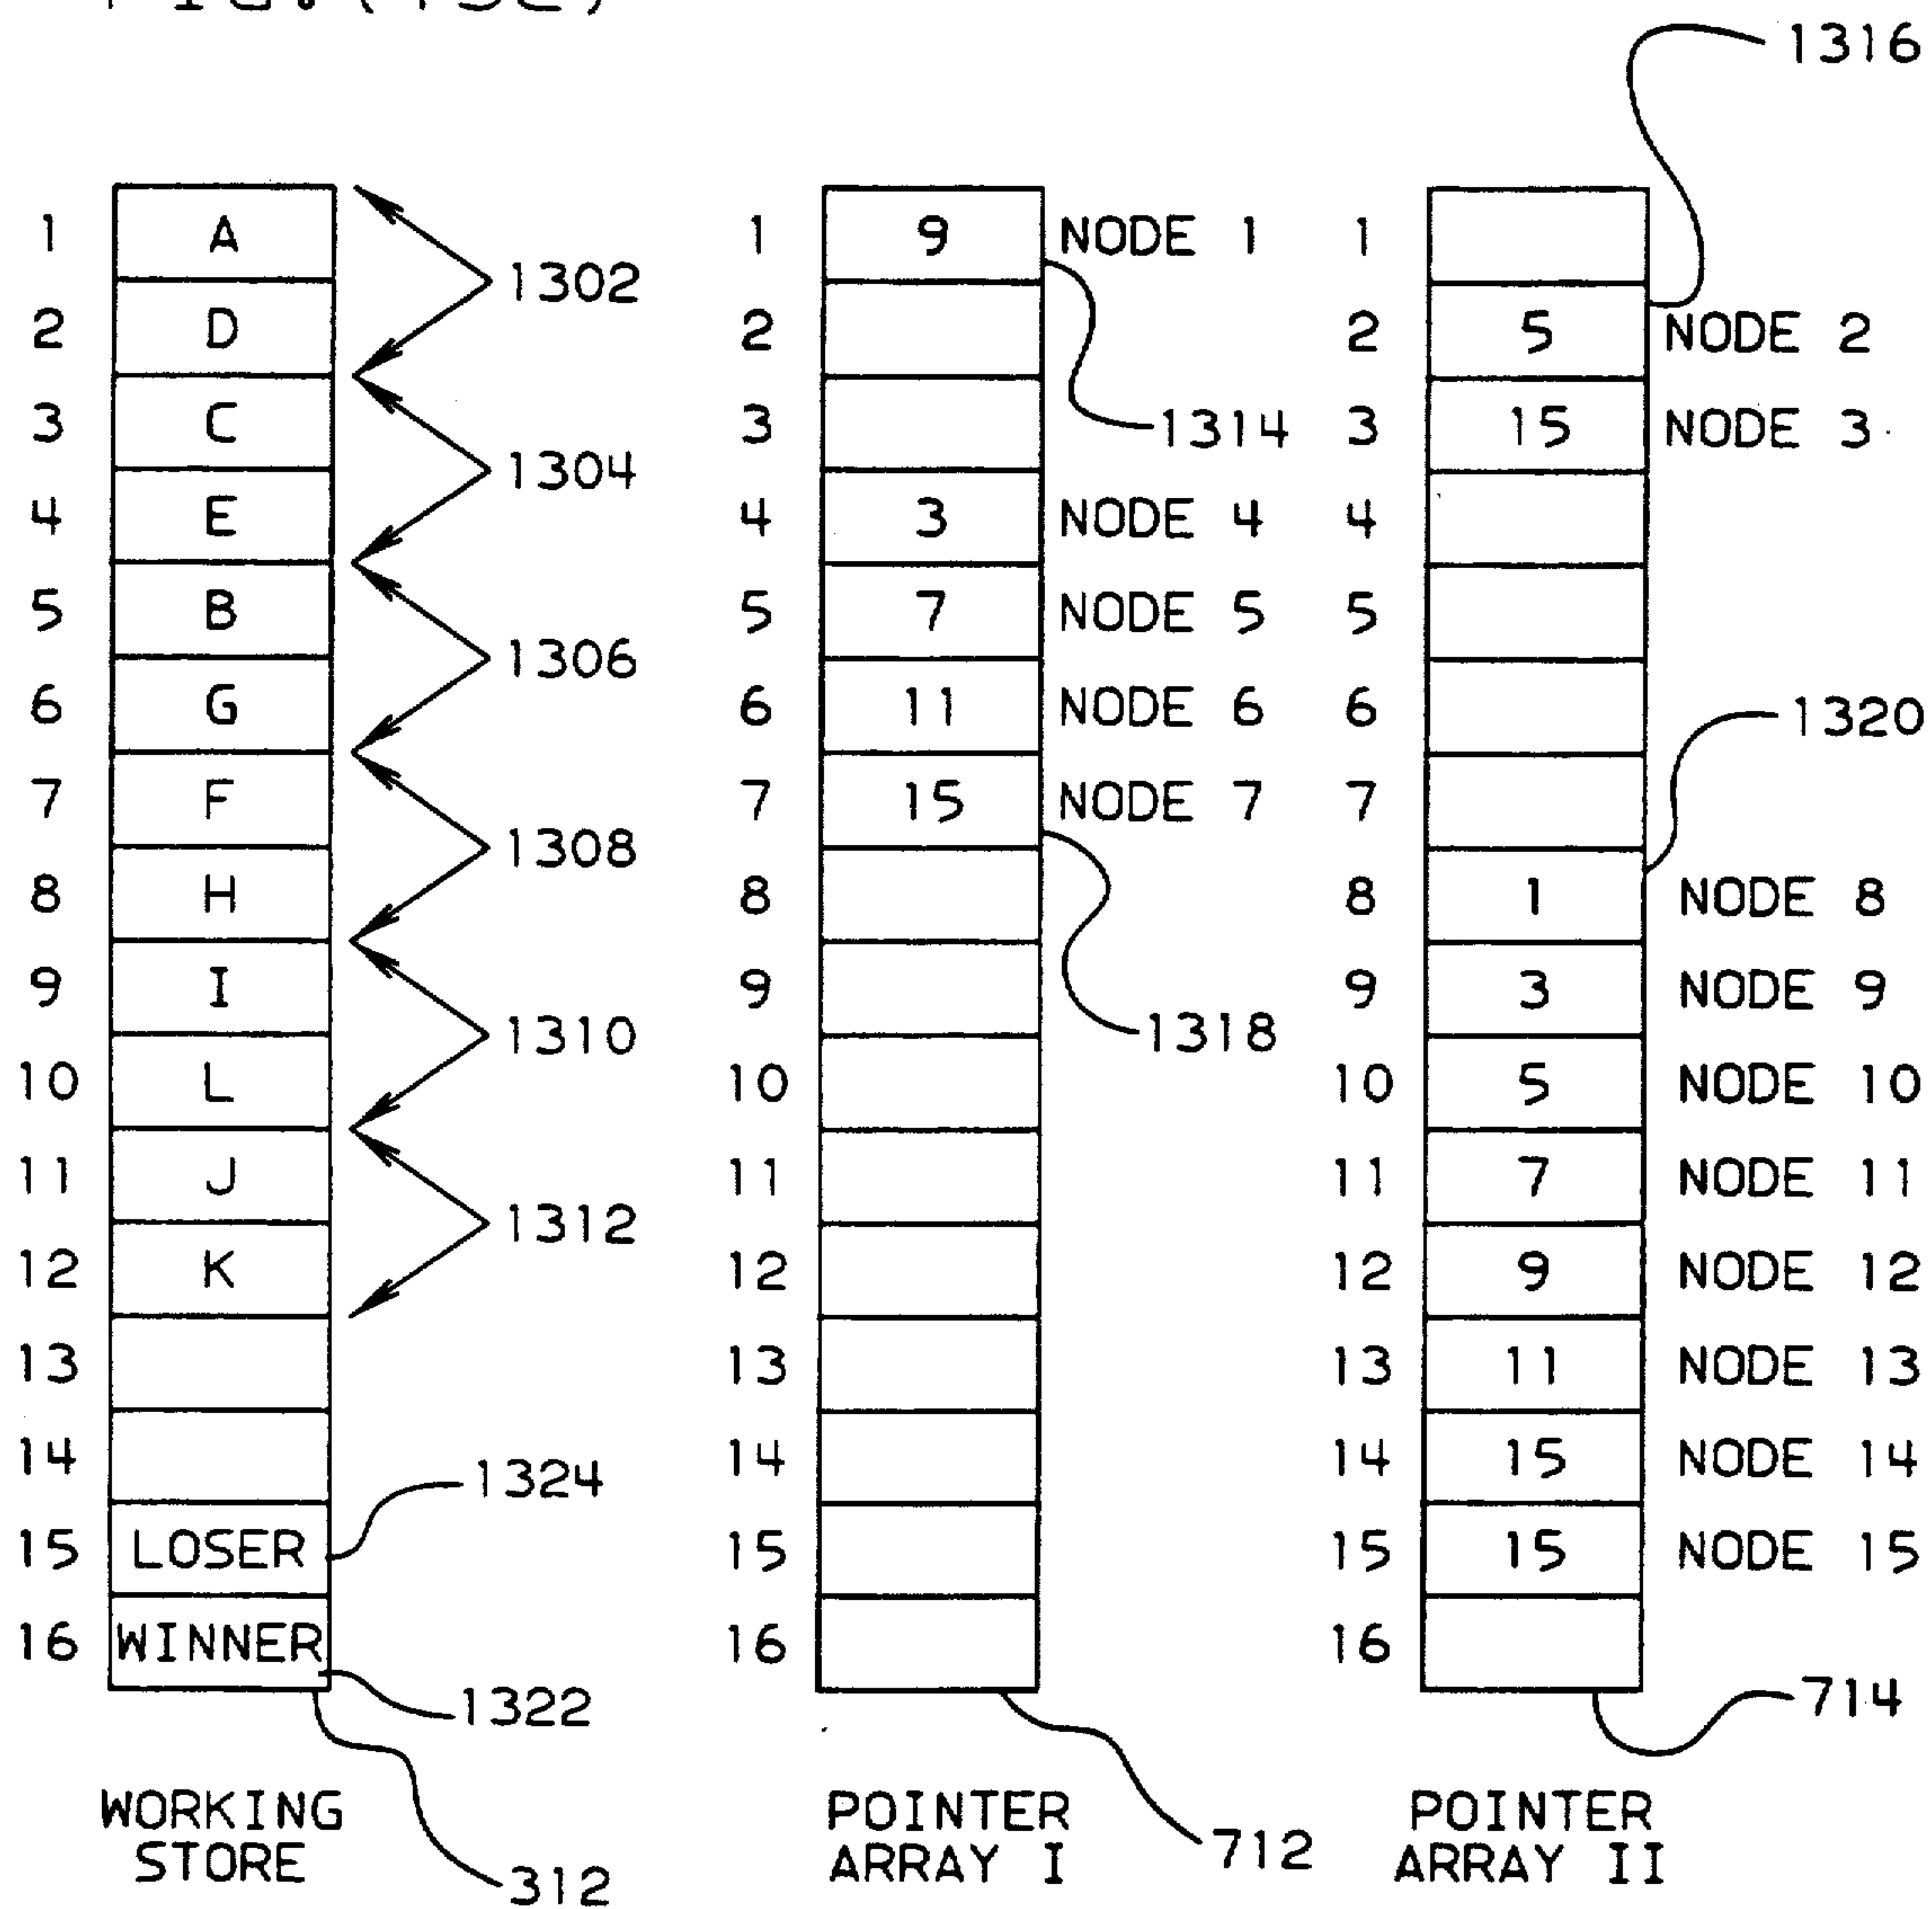 1316
1 A 1 9 NODE 1 1
1302
2 D 2 2 5 NODE 2
3 C 3 1314 3 15 NODE 3
1304
4 E 4 3 NODE 4 4
5 B 5 7 NODE 5 5
1306
6 G 6 11 NODE 6 6
1320
7 F 7 15 NODE 7 7
1308
8 H 8 8 1 NODE 8
9 I 9 9 3 NODE 9
1310 1318
10 L 10 10 5 NODE 10
11 J 11 11 7 NODE 11
1312
12 K 12 12 9 NODE 12
13 13 13 11 NODE 13
14 14 14 15 NODE 14
1324
15 LOSER 15 15 15 NODE 15
16 WINNER 16 16
1322
714
WORKING STORE
312
POINTER ARRAY I
712
POINTER ARRAY II